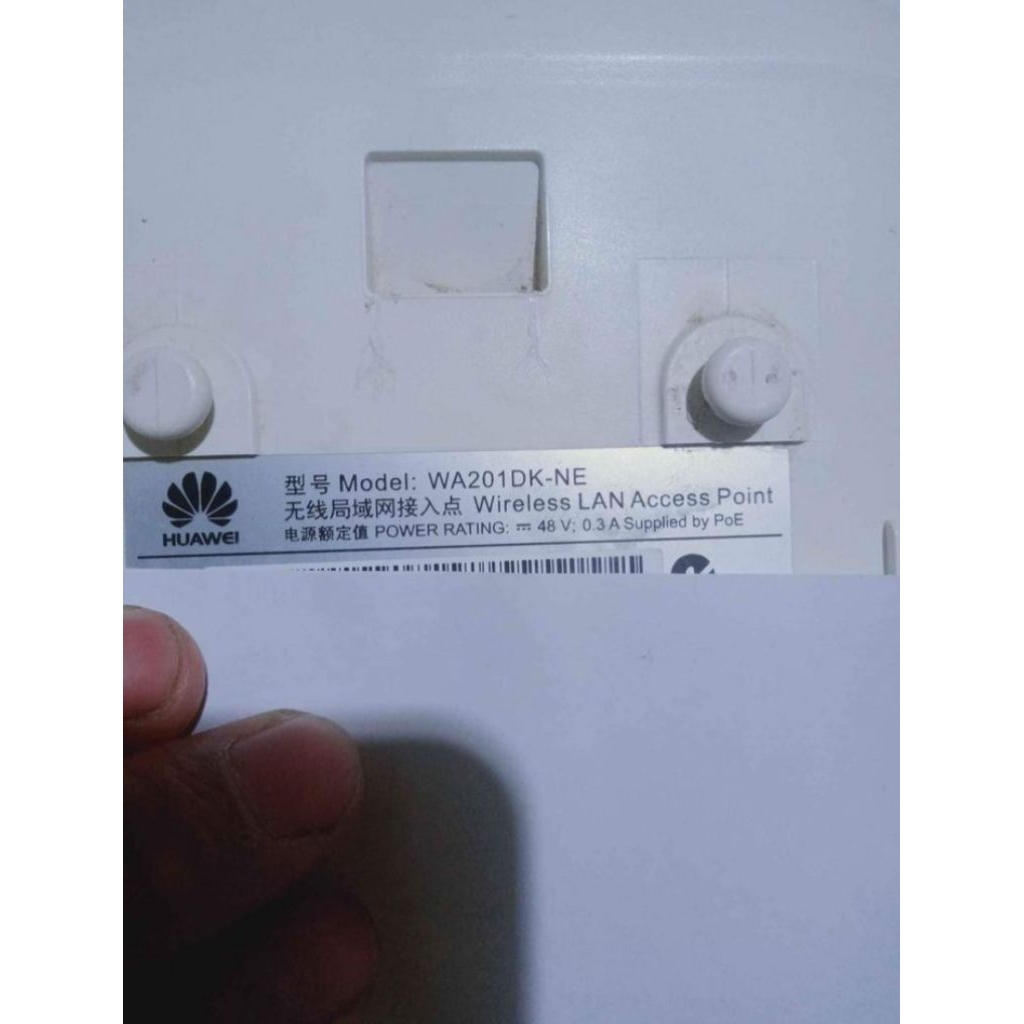 HUAWEI
型号 Model: WA201DK-NE
无线局域网接入点 Wireless LAN Access Point
电源额定值 POWER RATING: ⎓ 48 V; 0.3 A Supplied by PoE